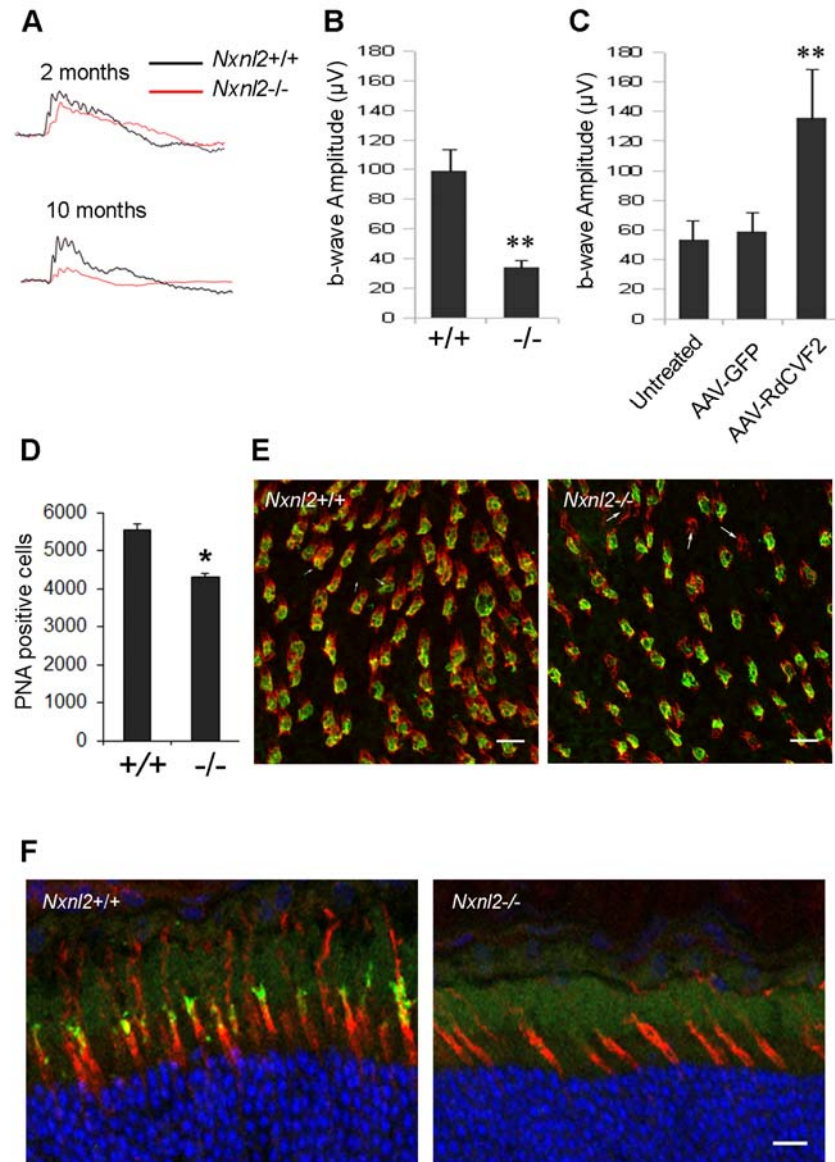 A
2 months
Nxnl2+/+
Nxnl2-/-
10 months
B
b-wave Amplitude (µV)
180
160
140
120
100
80
60
40
20
0
**
+/+
-/-
C
b-wave Amplitude (µV)
180
160
140
120
100
80
60
40
20
0
**
Untreated
AAV-GFP
AAV-RdCVF2
D
PNA positive cells
6000
5000
4000
3000
2000
1000
0
*
+/+
-/-
E
Nxnl2+/+
Nxnl2-/-
F
Nxnl2+/+
Nxnl2-/-